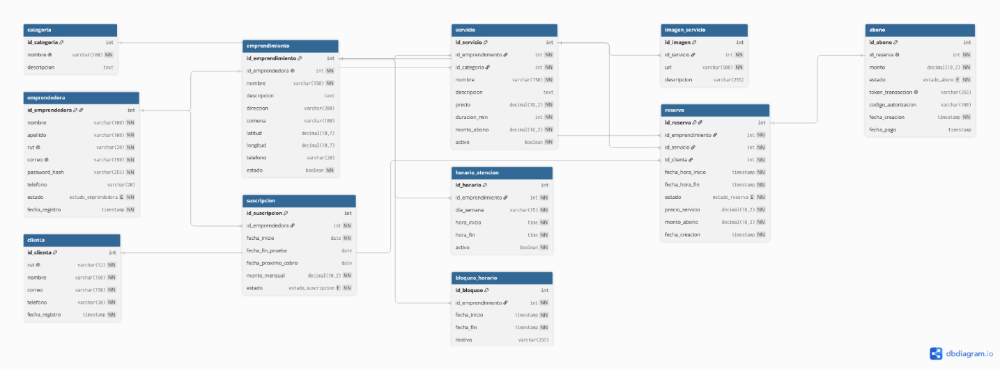 categoria
id_categoria int
nombre varchar(100) NN
descripcion text
emprendedora
id_emprendedora int
nombre varchar(100) NN
apellido varchar(100) NN
rut varchar(20) NN
correo varchar(150) NN
password_hash varchar(255) NN
telefono varchar(20)
estado estado_emprendedora E NN
fecha_registro timestamp NN
clienta
id_clienta int
rut varchar(12) NN
nombre varchar(150) NN
correo varchar(150) NN
telefono varchar(20) NN
fecha_registro timestamp NN
emprendimiento
id_emprendimiento int
id_emprendedora int NN
nombre varchar(150) NN
descripcion text
direccion varchar(200)
comuna varchar(100)
latitud decimal(10,7)
longitud decimal(10,7)
telefono varchar(20)
estado boolean NN
suscripcion
id_suscripcion int
id_emprendedora int NN
fecha_inicio date NN
fecha_fin_prueba date
fecha_proximo_cobro date
monto_mensual decimal(10,2) NN
estado estado_suscripcion E NN
servicio
id_servicio int
id_emprendimiento int NN
id_categoria int NN
nombre varchar(150) NN
descripcion text
precio decimal(10,2) NN
duracion_min int NN
monto_abono decimal(10,2) NN
activo boolean NN
horario_atencion
id_horario int
id_emprendimiento int NN
dia_semana varchar(15) NN
hora_inicio time NN
hora_fin time NN
activo boolean NN
bloqueo_horario
id_bloqueo int
id_emprendimiento int NN
fecha_inicio timestamp NN
fecha_fin timestamp NN
motivo varchar(255)
imagen_servicio
id_imagen int
id_servicio int NN
url varchar(500) NN
descripcion varchar(255)
reserva
id_reserva int
id_emprendimiento int NN
id_servicio int NN
id_clienta int NN
fecha_hora_inicio timestamp NN
fecha_hora_fin timestamp NN
estado estado_reserva E NN
precio_servicio decimal(10,2) NN
monto_abono decimal(10,2) NN
fecha_creacion timestamp NN
abono
id_abono int
id_reserva int NN
monto decimal(10,2) NN
estado estado_abono E NN
token_transaccion varchar(255)
codigo_autorizacion varchar(100)
fecha_creacion timestamp NN
fecha_pago timestamp
dbdiagram.io